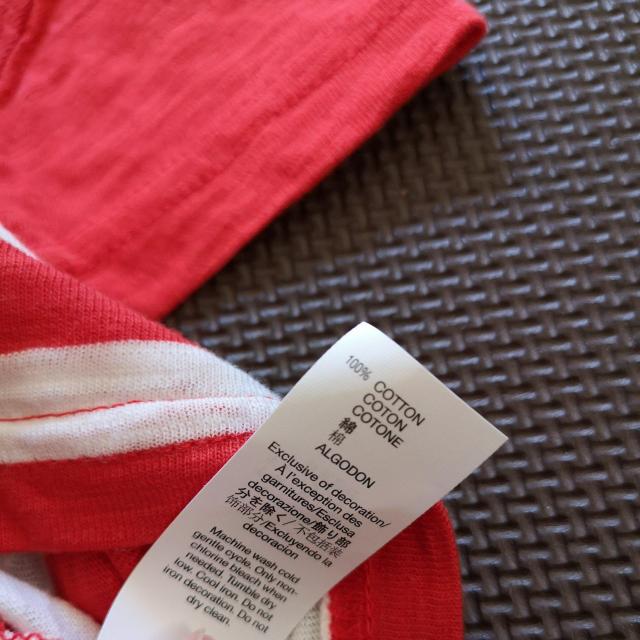 100% COTTON
COTON
COTONE
綿
棉
ALGODON
Exclusive of decoration/
À l'exception des
garnitures/Esclusa
decorazione/飾り部
分を除く/不包括装
饰部分/Excluyendo la
decoracion
Machine wash cold
gentle cycle. Only non-
chlorine bleach when
needed. Tumble dry
low. Cool iron. Do not
iron decoration. Do not
dry clean.